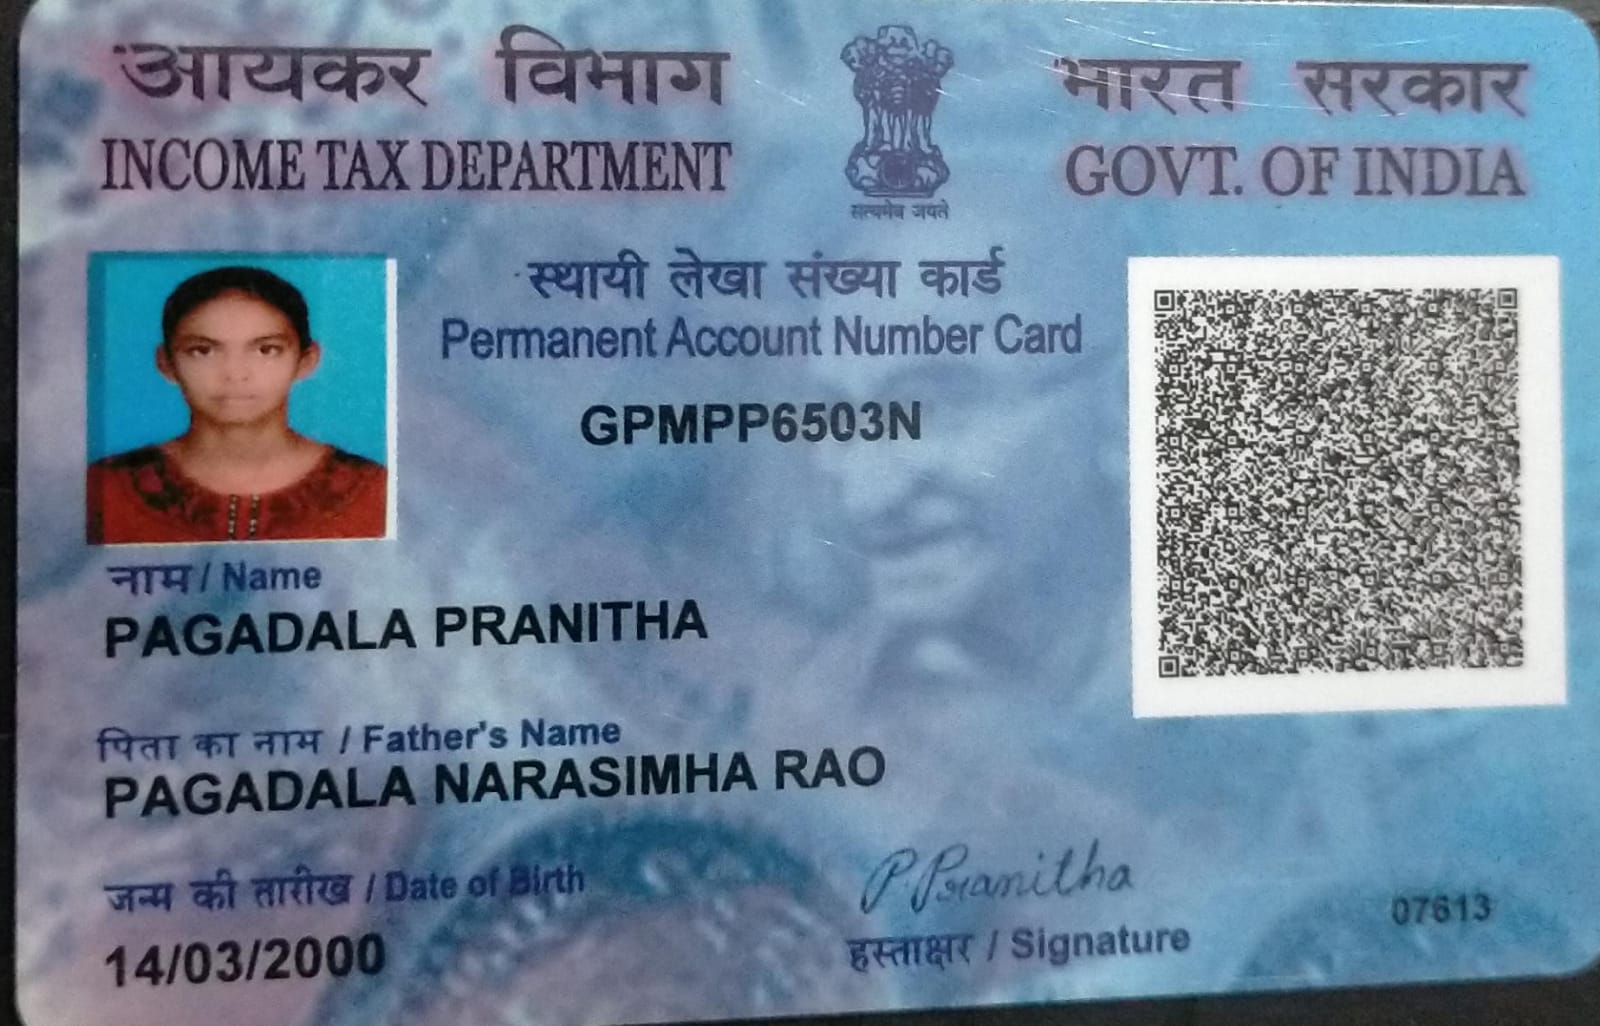 आयकर विभाग
INCOME TAX DEPARTMENT
सत्यमेव जयते
भारत सरकार
GOVT. OF INDIA
स्थायी लेखा संख्या कार्ड
Permanent Account Number Card
GPMPP6503N
नाम / Name
PAGADALA PRANITHA
पिता का नाम / Father's Name
PAGADALA NARASIMHA RAO
जन्म की तारीख / Date of Birth
14/03/2000
P. Pranitha
हस्ताक्षर / Signature
07613